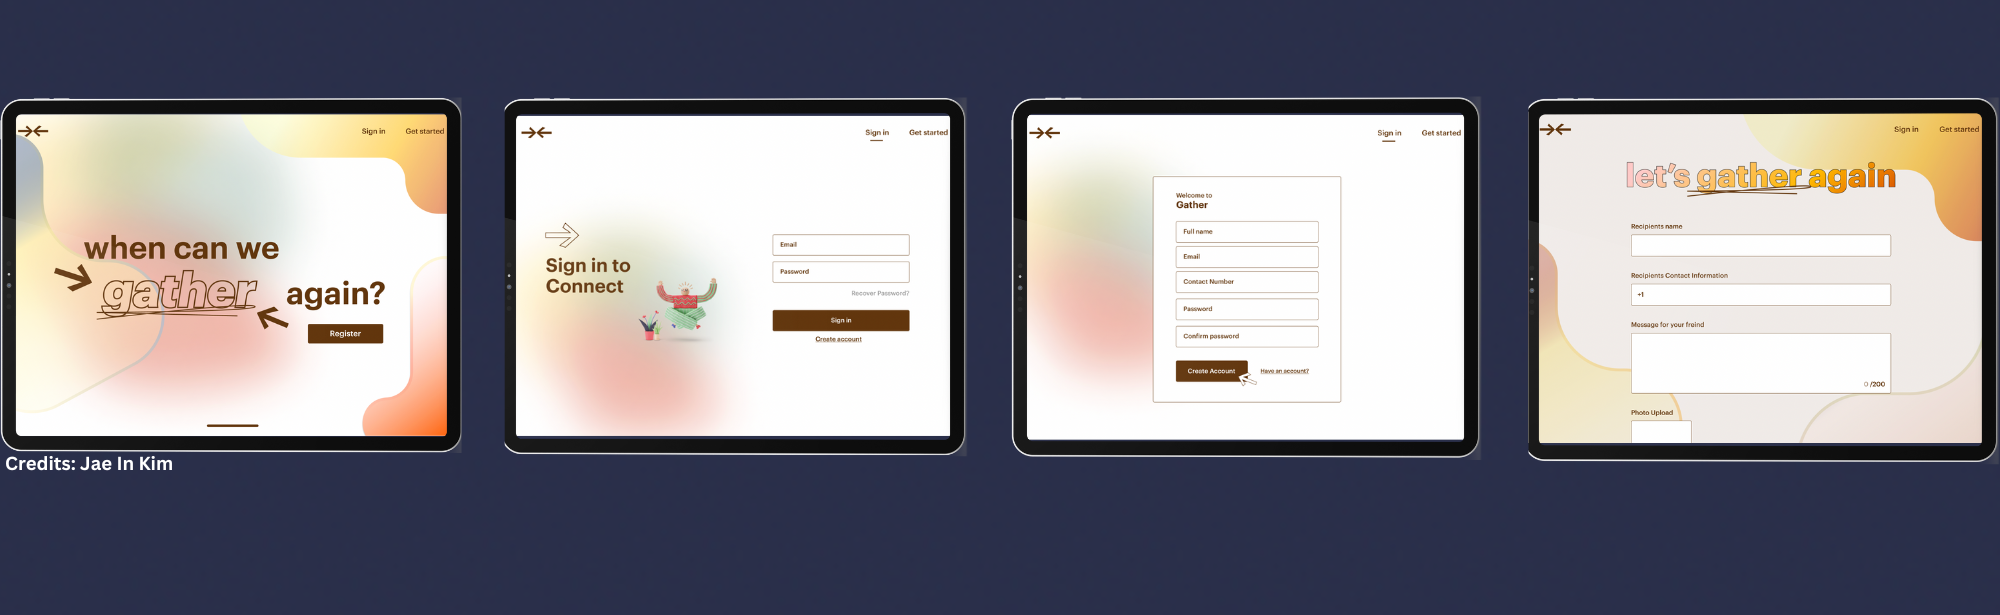 Sign in
Get started
when can we
gather
again?
Register
Credits: Jae In Kim
Sign in
Get started
Sign in to
Connect
Email
Password
Recover Password?
Sign in
Create account
Sign in
Get started
Welcome to
Gather
Full name
Email
Contact Number
Password
Confirm password
Create Account
Have an account?
Sign in
Get started
let's gather again
Recipients name
Recipients Contact Information
+1
Message for your freind
0 /200
Photo Upload